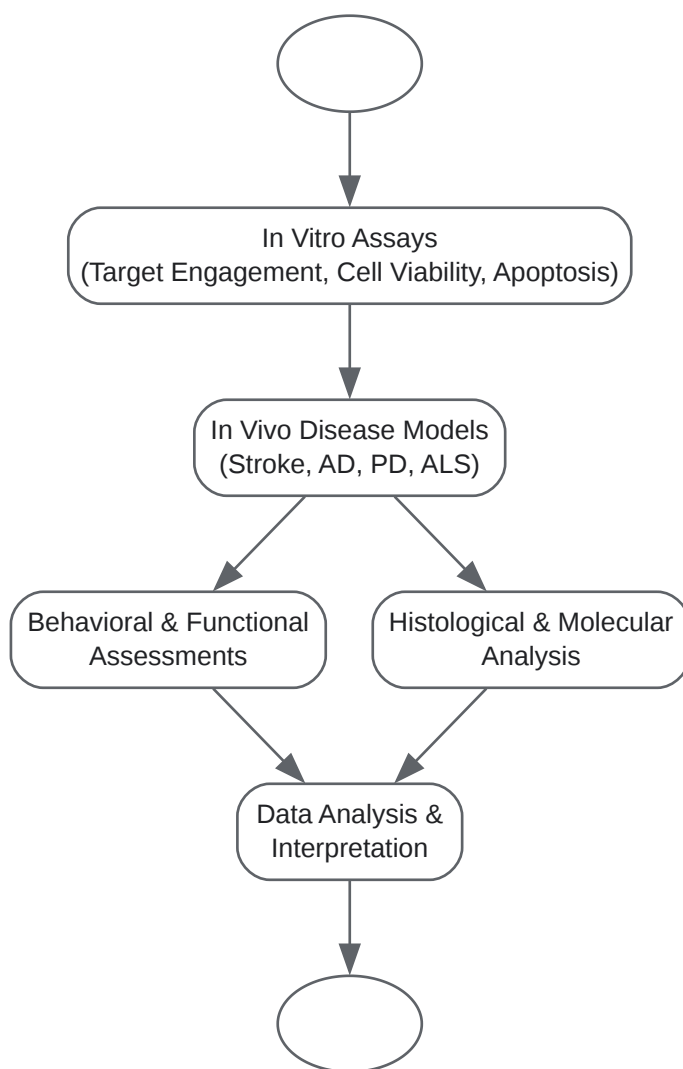 In Vitro Assays
(Target Engagement, Cell Viability, Apoptosis)
In Vivo Disease Models
(Stroke, AD, PD, ALS)
Behavioral & Functional
Assessments
Histological & Molecular
Analysis
Data Analysis &
Interpretation